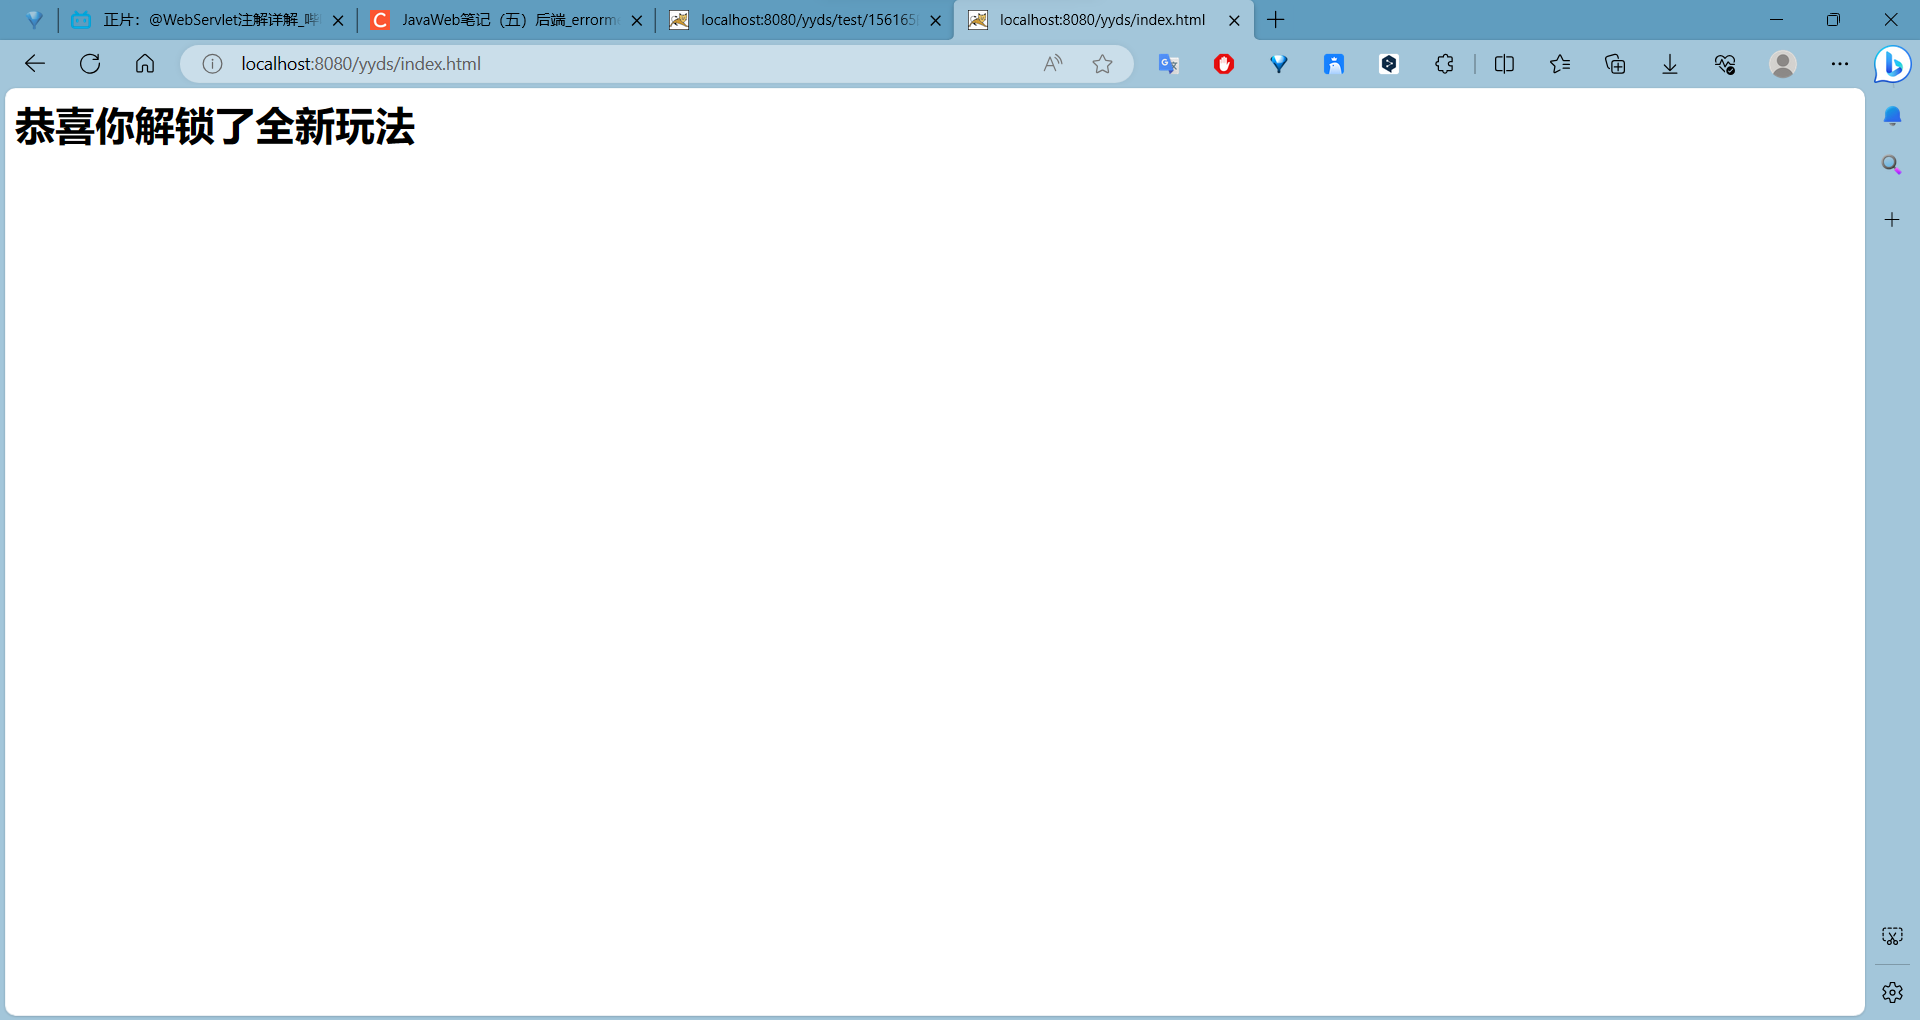 正片：@WebServlet注解详解_哔
JavaWeb笔记（五）后端_errorm
localhost:8080/yyds/test/156165
localhost:8080/yyds/index.html
localhost:8080/yyds/index.html
恭喜你解锁了全新玩法